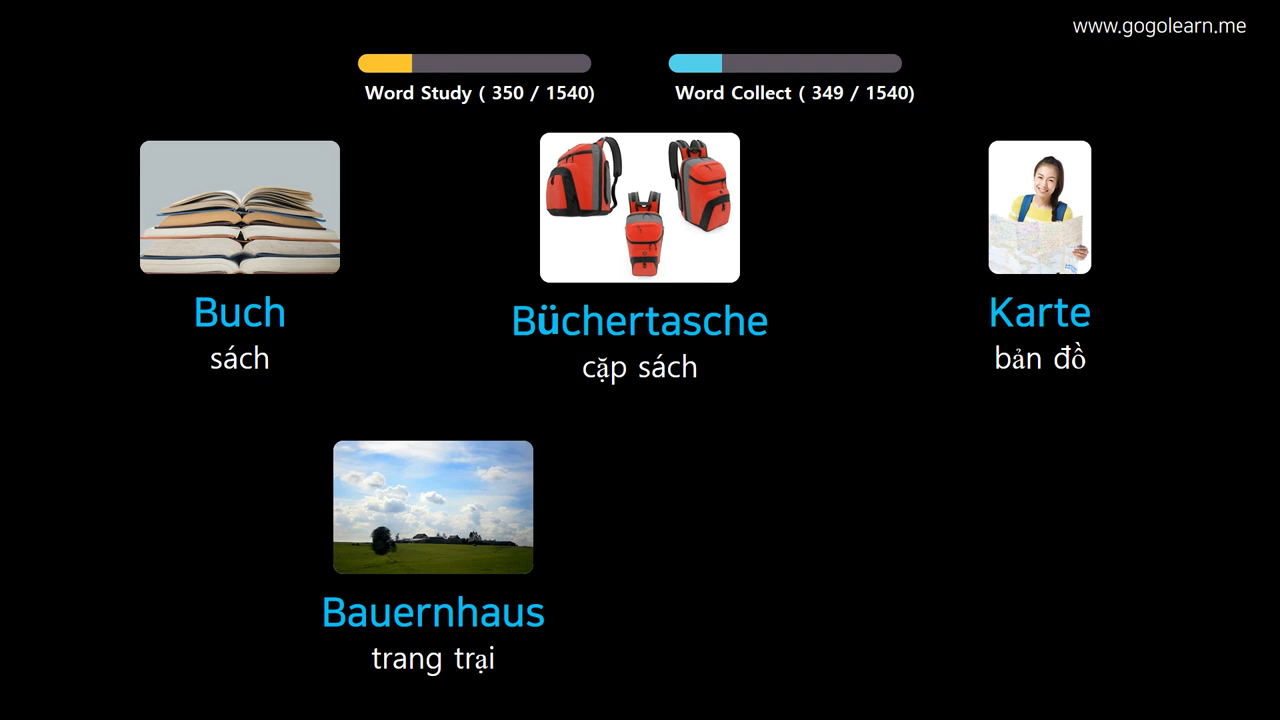 www.gogolearn.me
Word Study ( 350 / 1540)
Word Collect ( 349 / 1540)
Buch
sách
Büchertasche
cặp sách
Karte
bản đồ
Bauernhaus
trang trại